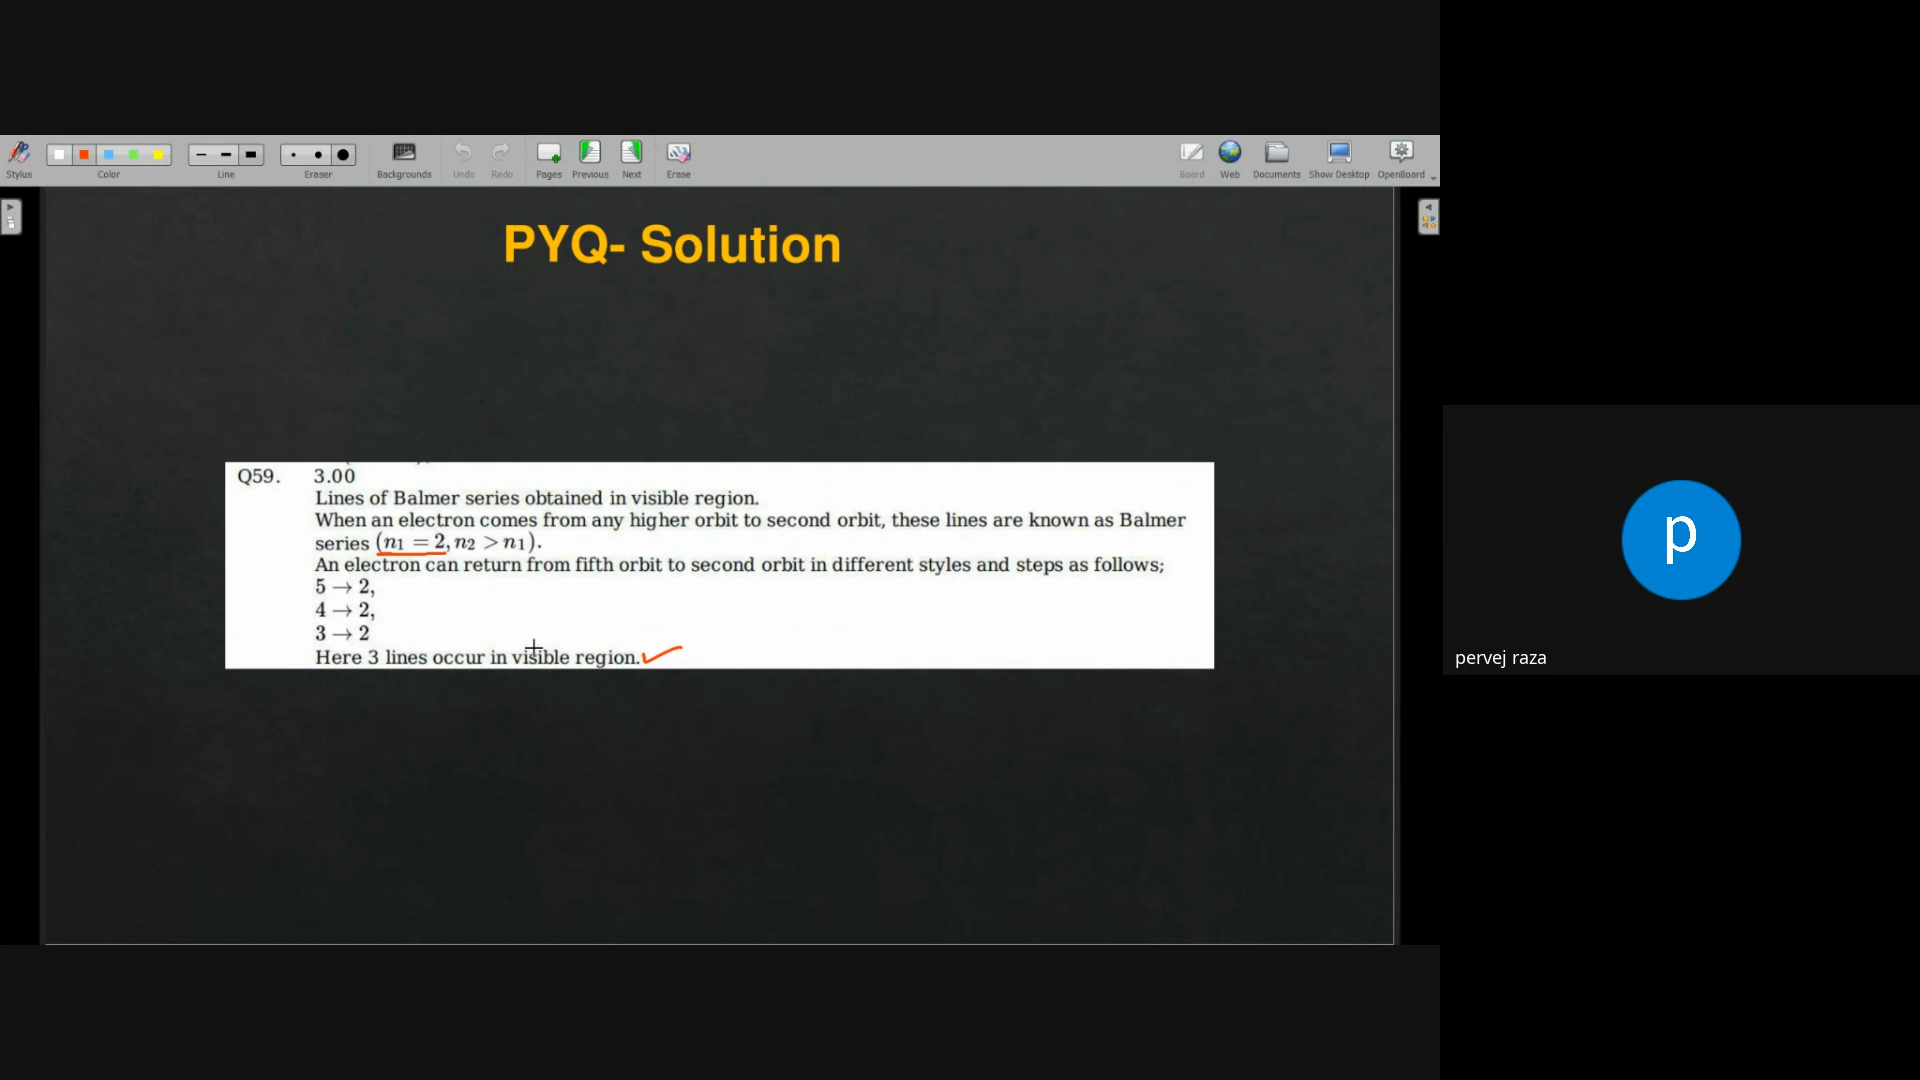 Stylus
Color
Line
Eraser
Backgrounds
Undo
Redo
Pages
Previous
Next
Erase
Board
Web
Documents
Show Desktop
OpenBoard
PYQ- Solution
Q59. 3.00
Lines of Balmer series obtained in visible region.
When an electron comes from any higher orbit to second orbit, these lines are known as Balmer
series (n₁ = 2, n₂ > n₁).
An electron can return from fifth orbit to second orbit in different styles and steps as follows;
5 → 2,
4 → 2,
3 → 2
Here 3 lines occur in visible region.
p
pervej raza